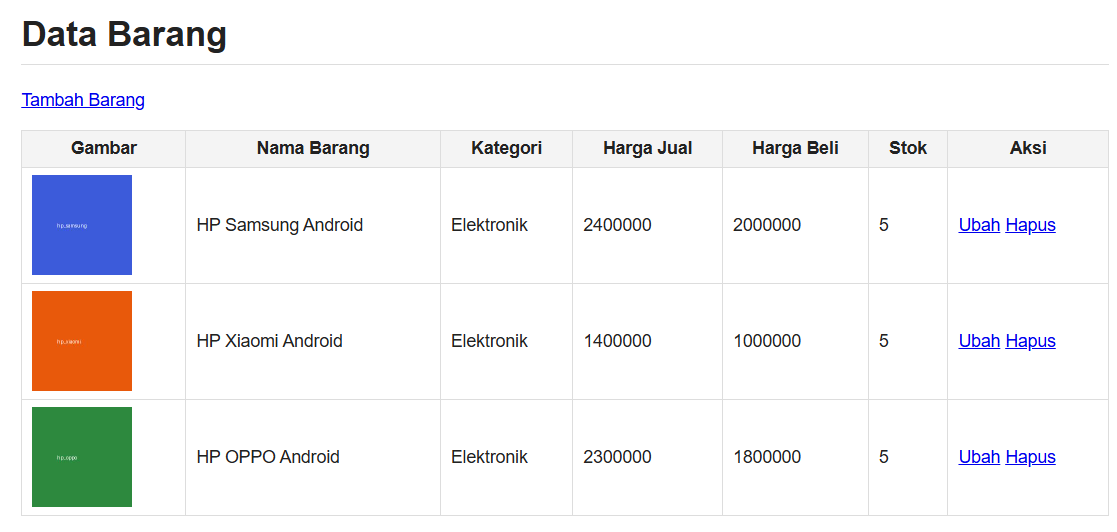 Data Barang
Tambah Barang
Gambar Nama Barang Kategori Harga Jual Harga Beli Stok Aksi
hp_samsung HP Samsung Android Elektronik 2400000 2000000 5 Ubah Hapus
hp_xiaomi HP Xiaomi Android Elektronik 1400000 1000000 5 Ubah Hapus
hp_oppo HP OPPO Android Elektronik 2300000 1800000 5 Ubah Hapus